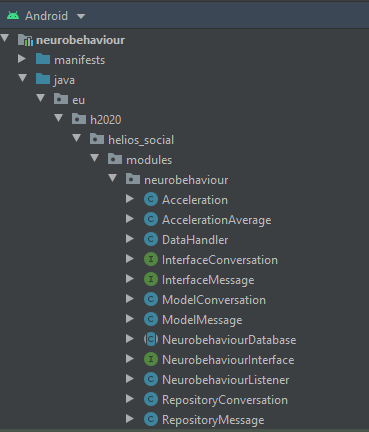 Android
neurobehaviour
manifests
java
eu
h2020
helios_social
modules
neurobehaviour
C Acceleration
C AccelerationAverage
C DataHandler
I InterfaceConversation
I InterfaceMessage
C ModelConversation
C ModelMessage
C NeurobehaviourDatabase
I NeurobehaviourInterface
C NeurobehaviourListener
C RepositoryConversation
C RepositoryMessage